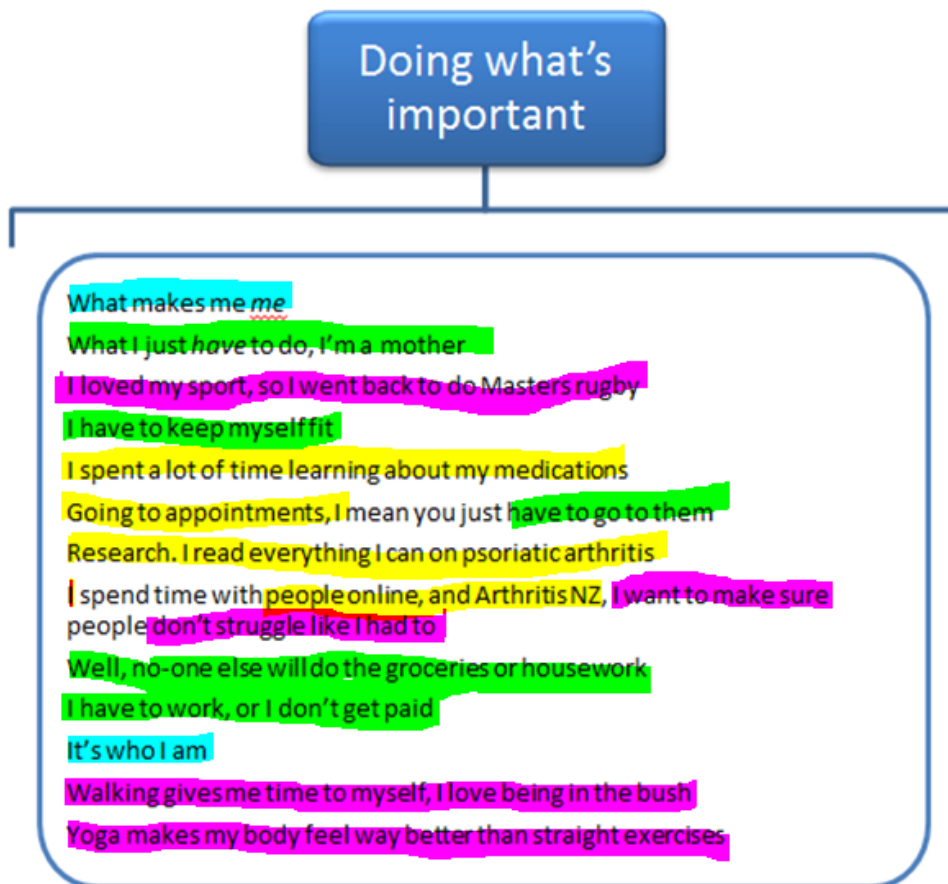 Doing what's
important
What makes me me
What I just have to do, I'm a mother
I loved my sport, so I went back to do Masters rugby
I have to keep myself fit
I spent a lot of time learning about my medications
Going to appointments, I mean you just have to go to them
Research. I read everything I can on psoriatic arthritis
I spend time with people online, and Arthritis NZ, I want to make sure
people don't struggle like I had to
Well, no-one else will do the groceries or housework
I have to work, or I don't get paid
It's who I am
Walking gives me time to myself, I love being in the bush
Yoga makes my body feel way better than straight exercises